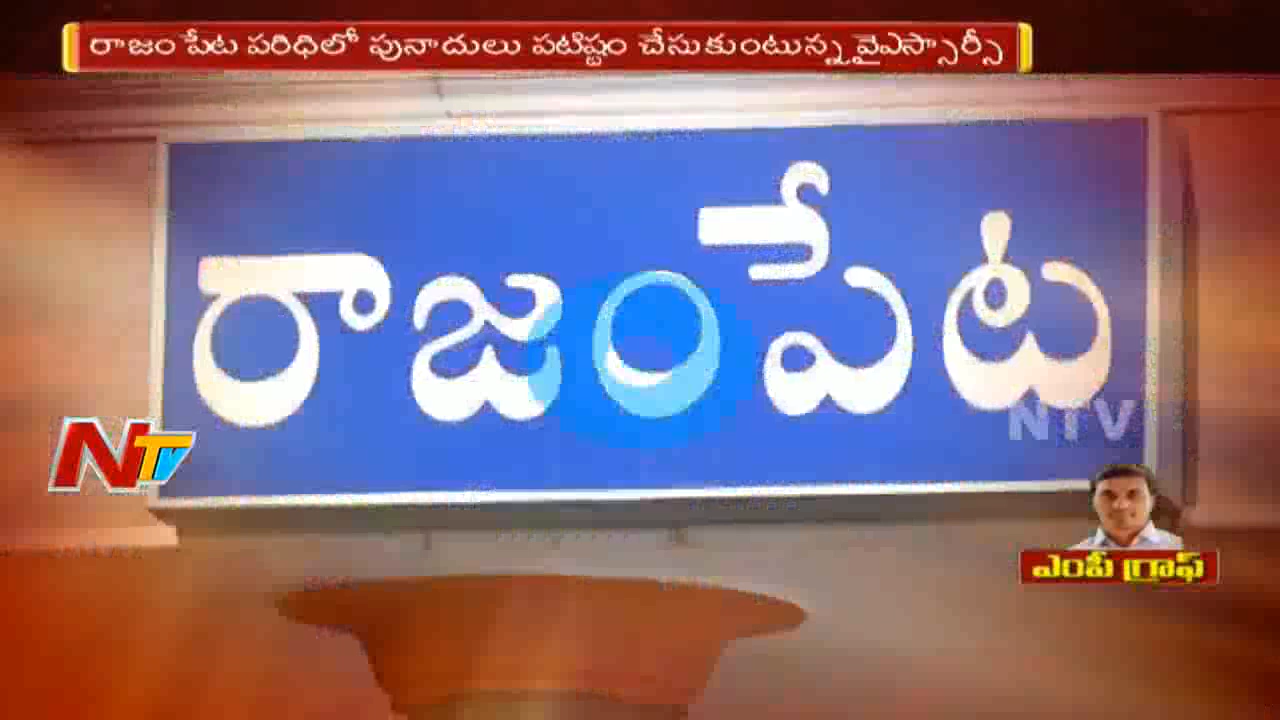 రాజంపేట పరిధిలో పునాదులు పటిష్టం చేసుకుంటున్న వైఎస్సార్సీ
రాజంపేట
NTV
NTV
ఎంపీ గ్రాఫ్